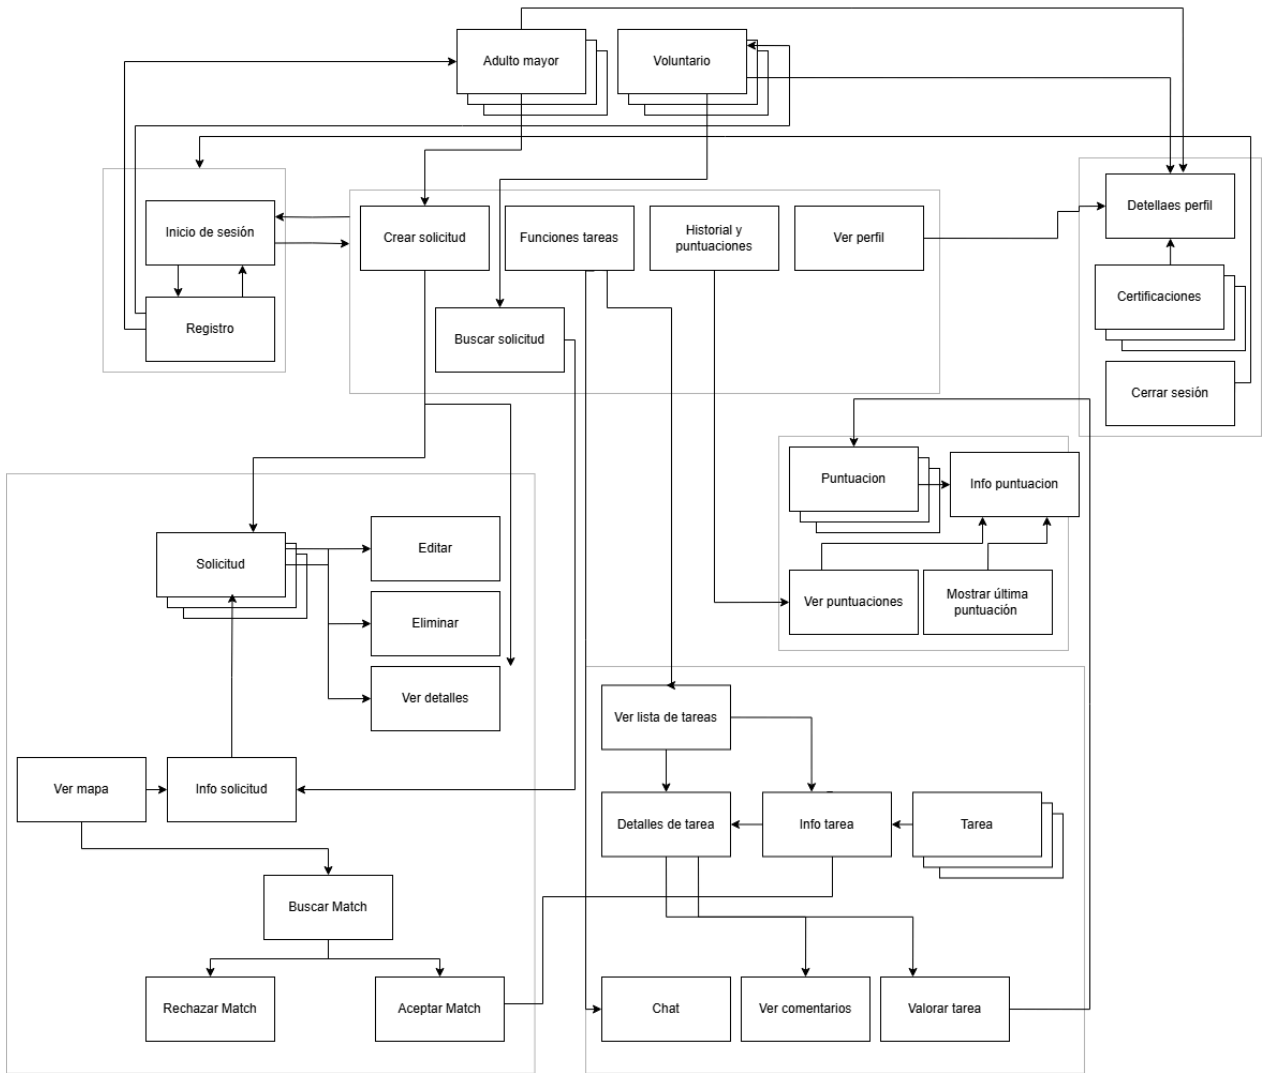 Adulto mayor
Voluntario
Inicio de sesión
Crear solicitud
Funciones tareas
Historial y
puntuaciones
Ver perfil
Detellaes perfil
Registro
Buscar solicitud
Certificaciones
Cerrar sesión
Puntuacion
Info puntuacion
Solicitud
Editar
Eliminar
Ver detalles
Ver puntuaciones
Mostrar última
puntuación
Ver lista de tareas
Ver mapa
Info solicitud
Detalles de tarea
Info tarea
Tarea
Buscar Match
Rechazar Match
Aceptar Match
Chat
Ver comentarios
Valorar tarea